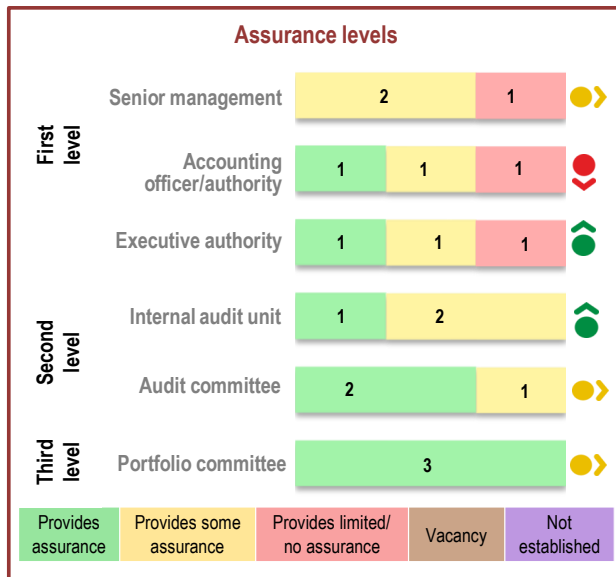 Assurance levels
First
level
Senior management
2 1
Accounting
officer/authority
1 1 1
Executive authority
1 1 1
Second
level
Internal audit unit
1 2
Audit committee
2 1
Third
level
Portfolio committee
3
Provides
assurance
Provides some
assurance
Provides limited/
no assurance
Vacancy
Not
established